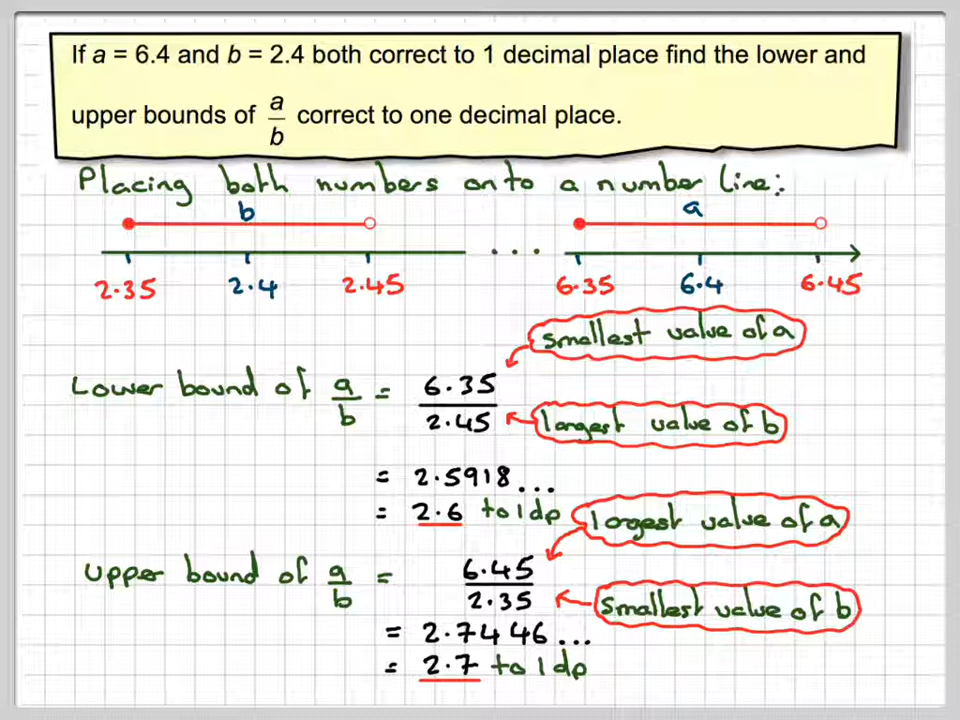 If a = 6.4 and b = 2.4 both correct to 1 decimal place find the lower and
upper bounds of a/b correct to one decimal place.
Placing both numbers onto a number line:
b a
2.35 2.4 2.45 ... 6.35 6.4 6.45
smallest value of a
Lower bound of a/b = 6.35/2.45
largest value of b
= 2.5918...
= 2.6 to 1dp
largest value of a
Upper bound of a/b = 6.45/2.35
smallest value of b
= 2.7446...
= 2.7 to 1dp